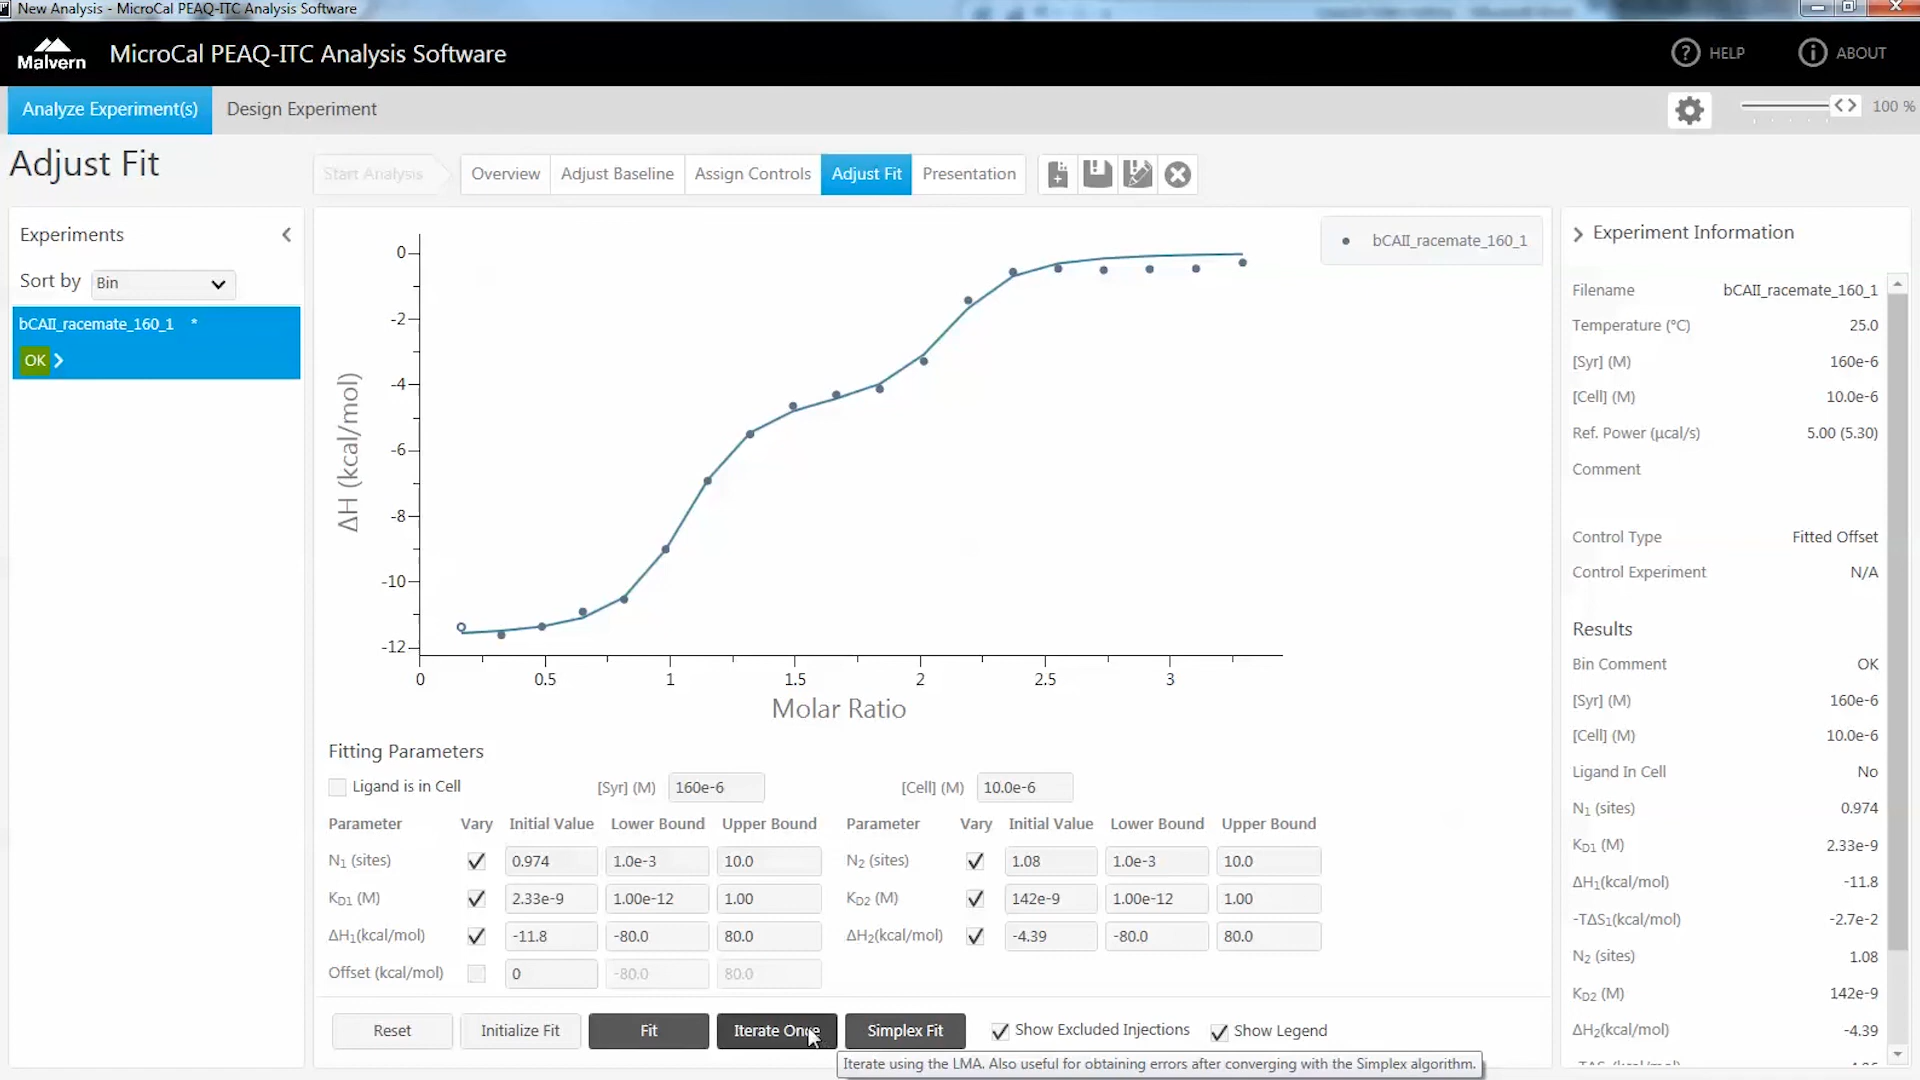 New Analysis - MicroCal PEAQ-ITC Analysis Software
Malvern
MicroCal PEAQ-ITC Analysis Software
? HELP
i ABOUT
Analyze Experiment(s)
Design Experiment
100 %
Adjust Fit
Start Analysis
Overview
Adjust Baseline
Assign Controls
Adjust Fit
Presentation
Experiments
Sort by
Bin
bCAII_racemate_160_1 *
OK
bCAII_racemate_160_1
0
-2
-4
-6
-8
-10
-12
ΔH (kcal/mol)
0 0.5 1 1.5 2 2.5 3
Molar Ratio
Fitting Parameters
Ligand is in Cell
[Syr] (M) 160e-6
[Cell] (M) 10.0e-6
Parameter Vary Initial Value Lower Bound Upper Bound Parameter Vary Initial Value Lower Bound Upper Bound
N₁ (sites) 0.974 1.0e-3 10.0 N₂ (sites) 1.08 1.0e-3 10.0
K_D1 (M) 2.33e-9 1.00e-12 1.00 K_D2 (M) 142e-9 1.00e-12 1.00
ΔH₁(kcal/mol) -11.8 -80.0 80.0 ΔH₂(kcal/mol) -4.39 -80.0 80.0
Offset (kcal/mol) 0 -80.0 80.0
Reset
Initialize Fit
Fit
Iterate Once
Simplex Fit
Show Excluded Injections
Show Legend
Iterate using the LMA. Also useful for obtaining errors after converging with the Simplex algorithm.
Experiment Information
Filename bCAII_racemate_160_1
Temperature (°C) 25.0
[Syr] (M) 160e-6
[Cell] (M) 10.0e-6
Ref. Power (µcal/s) 5.00 (5.30)
Comment
Control Type Fitted Offset
Control Experiment N/A
Results
Bin Comment OK
[Syr] (M) 160e-6
[Cell] (M) 10.0e-6
Ligand In Cell No
N₁ (sites) 0.974
K_D1 (M) 2.33e-9
ΔH₁(kcal/mol) -11.8
-TΔS₁(kcal/mol) -2.7e-2
N₂ (sites) 1.08
K_D2 (M) 142e-9
ΔH₂(kcal/mol) -4.39